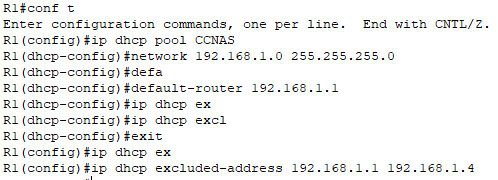 R1#conf t
Enter configuration commands, one per line.  End with CNTL/Z.
R1(config)#ip dhcp pool CCNAS
R1(dhcp-config)#network 192.168.1.0 255.255.255.0
R1(dhcp-config)#defa
R1(dhcp-config)#default-router 192.168.1.1
R1(dhcp-config)#ip dhcp ex
R1(dhcp-config)#ip dhcp excl
R1(dhcp-config)#exit
R1(config)#ip dhcp ex
R1(config)#ip dhcp excluded-address 192.168.1.1 192.168.1.4